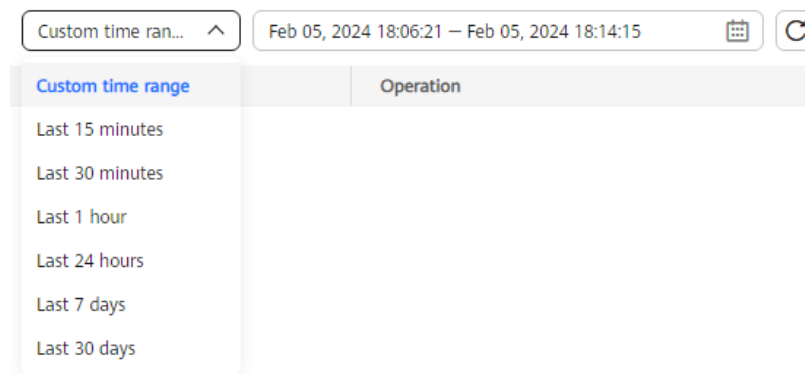 Custom time ran... Feb 05, 2024 18:06:21 – Feb 05, 2024 18:14:15
Custom time range Operation
Last 15 minutes
Last 30 minutes
Last 1 hour
Last 24 hours
Last 7 days
Last 30 days